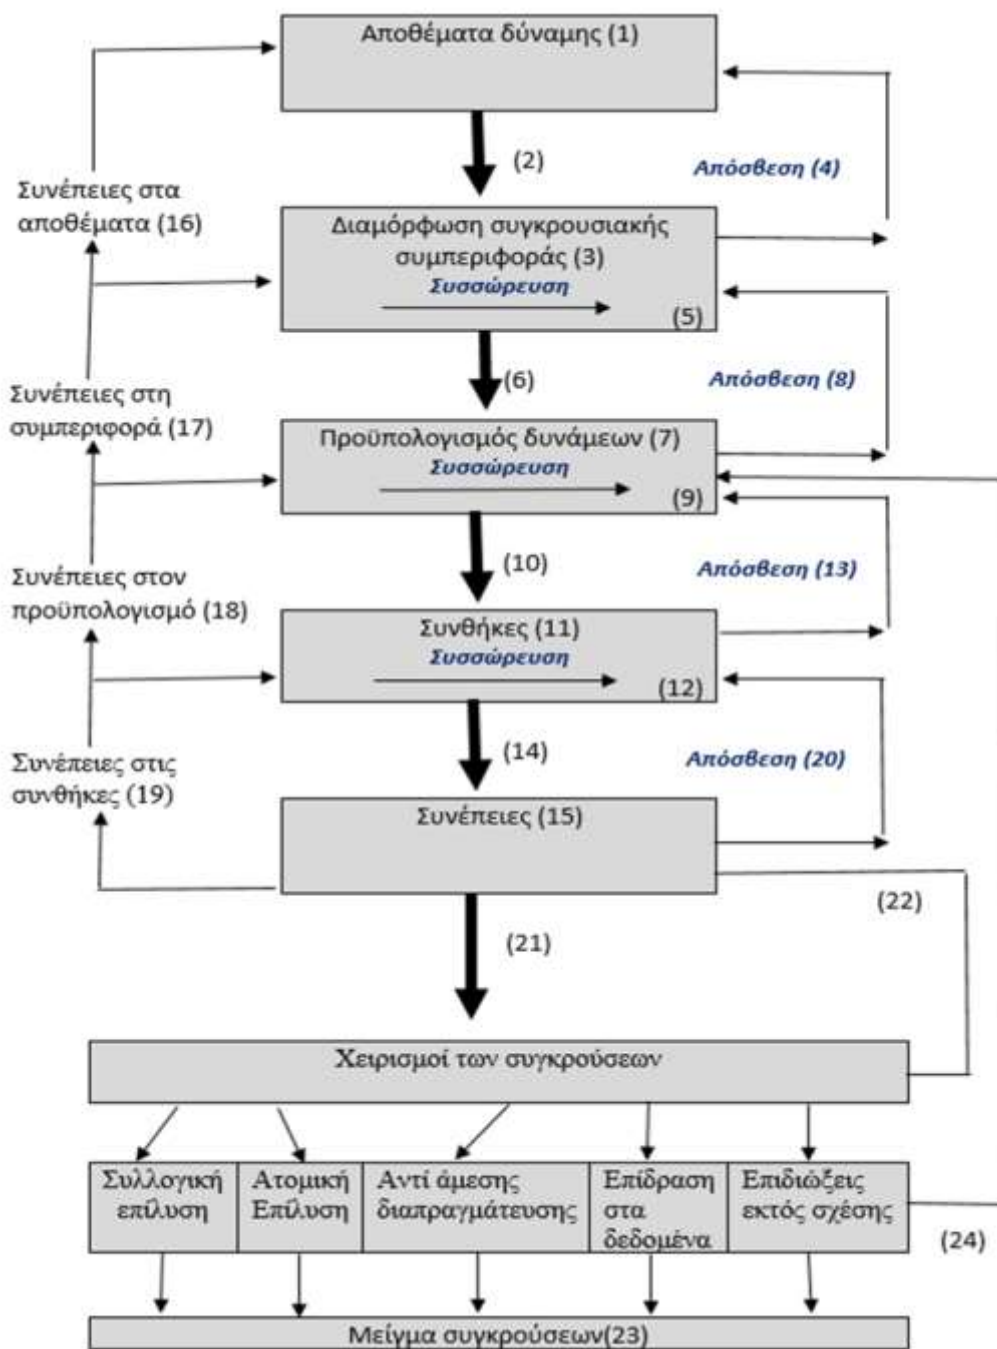 Αποθέματα δύναμης (1)
(2)
Απόσβεση (4)
Συνέπειες στα
αποθέματα (16)
Διαμόρφωση συγκρουσιακής
συμπεριφοράς (3)
Συσσώρευση
(5)
(6)
Απόσβεση (8)
Συνέπειες στη
συμπεριφορά (17)
Προϋπολογισμός δυνάμεων (7)
Συσσώρευση
(9)
(10)
Απόσβεση (13)
Συνέπειες στον
προϋπολογισμό (18)
Συνθήκες (11)
Συσσώρευση
(12)
(14)
Απόσβεση (20)
Συνέπειες στις
συνθήκες (19)
Συνέπειες (15)
(22)
(21)
Χειρισμοί των συγκρούσεων
Συλλογική
επίλυση
Ατομική
Επίλυση
Αντί άμεσης
διαπραγμάτευσης
Επίδραση
στα
δεδομένα
Επιδιώξεις
εκτός σχέσης
(24)
Μείγμα συγκρούσεων(23)